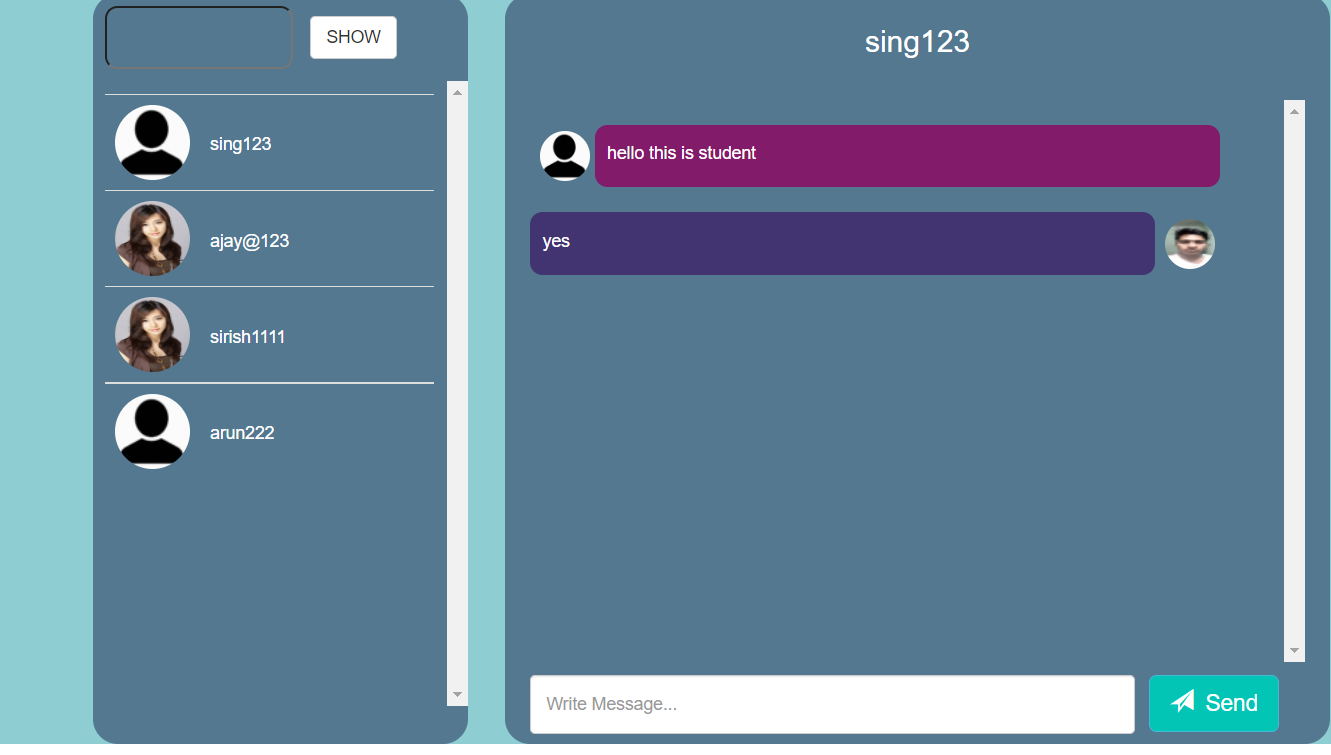 SHOW
sing123
ajay@123
sirish1111
arun222
sing123
hello this is student
yes
Write Message...
Send